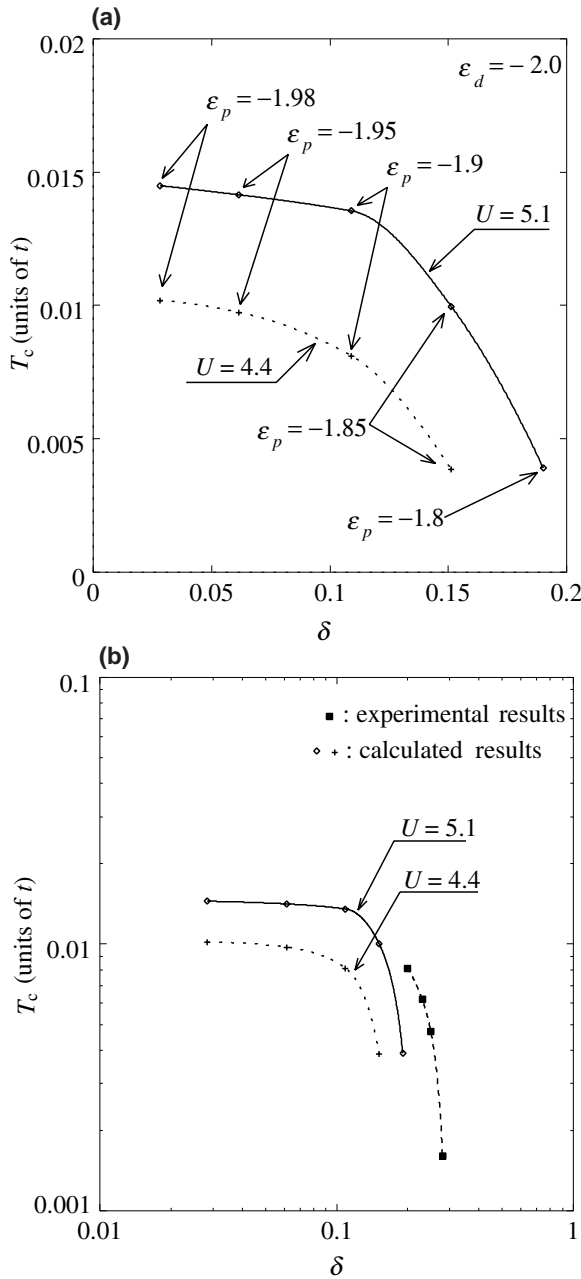 (a)
0.02
0.015
0.01
0.005
0
0
0.05
0.1
0.15
0.2
T_c (units of t)
δ
ε_d = − 2.0
ε_p = −1.98
ε_p = −1.95
ε_p = −1.9
U = 5.1
U = 4.4
ε_p = −1.85
ε_p = −1.8
(b)
0.1
0.01
0.001
0.01
0.1
1
T_c (units of t)
δ
: experimental results
: calculated results
U = 5.1
U = 4.4